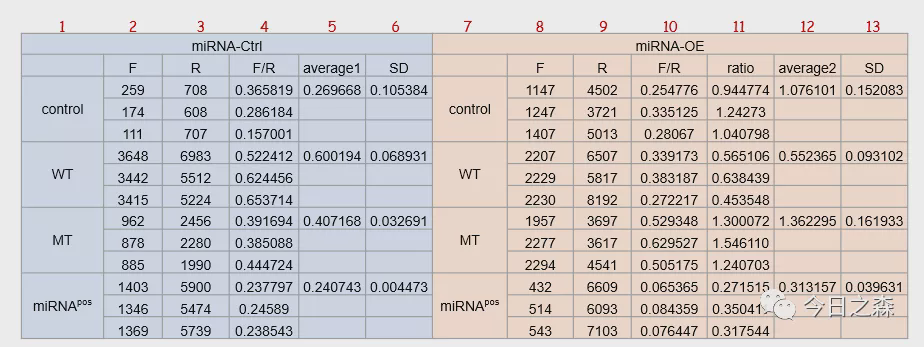 1 2 3 4 5 6 7 8 9 10 11 12 13
miRNA-Ctrl miRNA-OE
F R F/R average1 SD F R F/R ratio average2 SD
control 259 708 0.365819 0.269668 0.105384 control 1147 4502 0.254776 0.944774 1.076101 0.152083
174 608 0.286184 1247 3721 0.335125 1.24273
111 707 0.157001 1407 5013 0.28067 1.040798
WT 3648 6983 0.522412 0.600194 0.068931 WT 2207 6507 0.339173 0.565106 0.552365 0.093102
3442 5512 0.624456 2229 5817 0.383187 0.638439
3415 5224 0.653714 2230 8192 0.272217 0.453548
MT 962 2456 0.391694 0.407168 0.032691 MT 1957 3697 0.529348 1.300072 1.362295 0.161933
878 2280 0.385088 2277 3617 0.629527 1.546110
885 1990 0.444724 2294 4541 0.505175 1.240703
miRNApos 1403 5900 0.237797 0.240743 0.004473 miRNApos 432 6609 0.065365 0.271515 0.313157 0.039631
1346 5474 0.24589 514 6093 0.084359
1369 5739 0.238543 543 7103 0.076447 0.317544
今日之森